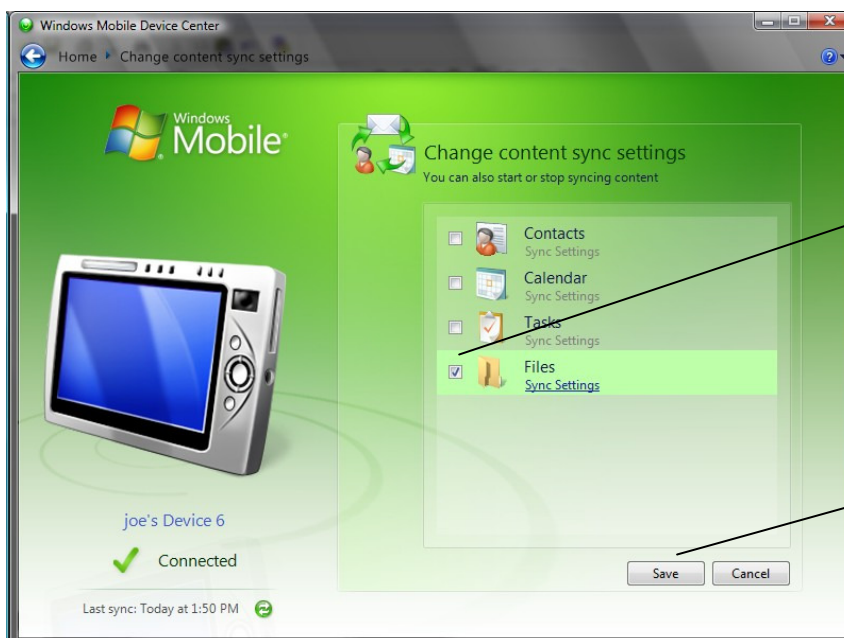 Windows Mobile Device Center
Home Change content sync settings
Windows
Mobile
Change content sync settings
You can also start or stop syncing content
Contacts
Sync Settings
Calendar
Sync Settings
Tasks
Sync Settings
Files
Sync Settings
joe's Device 6
Connected
Save Cancel
Last sync: Today at 1:50 PM